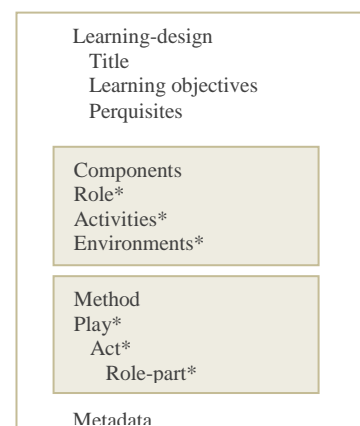 Learning-design
Title
Learning objectives
Perquisites
Components
Role*
Activities*
Environments*
Method
Play*
Act*
Role-part*
Metadata